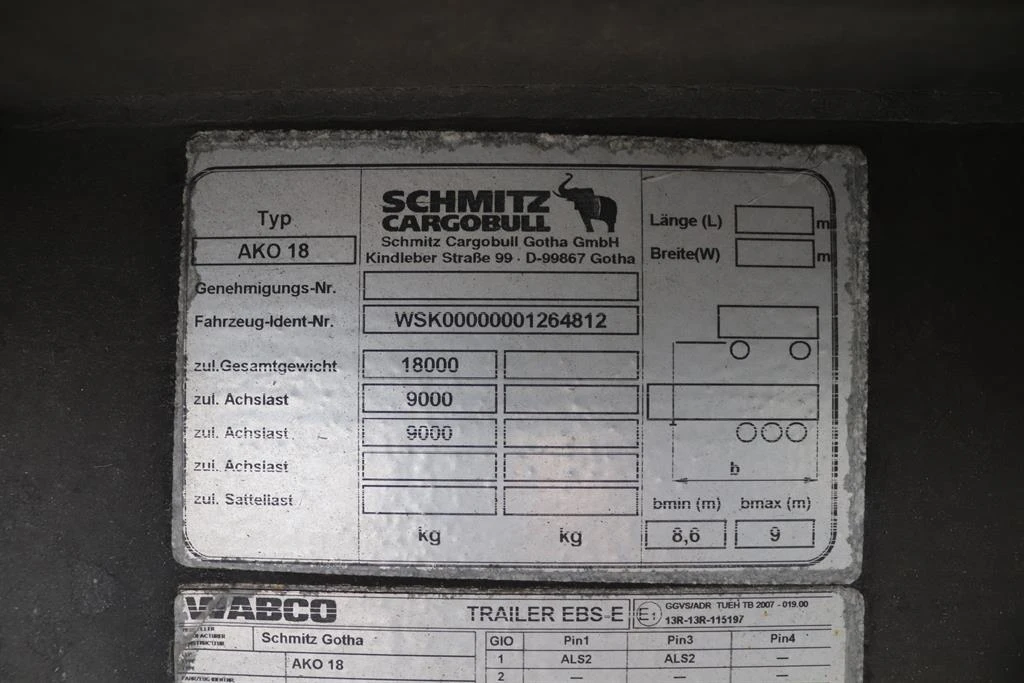 Typ
AKO 18
SCHMITZ
CARGOBULL
Schmitz Cargobull Gotha GmbH
Kindleber Straße 99 · D-99867 Gotha
Länge (L) m
Breite(W) m
Genehmigungs-Nr.
Fahrzeug-Ident-Nr. WSK00000001264812
zul.Gesamtgewicht 18000
zul. Achslast 9000
zul. Achslast 9000
zul. Achslast
zul. Sattellast
kg kg
b
bmin (m) bmax (m)
8,6 9
WABCO TRAILER EBS-E E1 GGVS/ADR TUEH TB 2007 - 019.00
13R-13R-115197
Schmitz Gotha
AKO 18
GIO Pin1 Pin3 Pin4
1 ALS2 ALS2 —
2 — — —